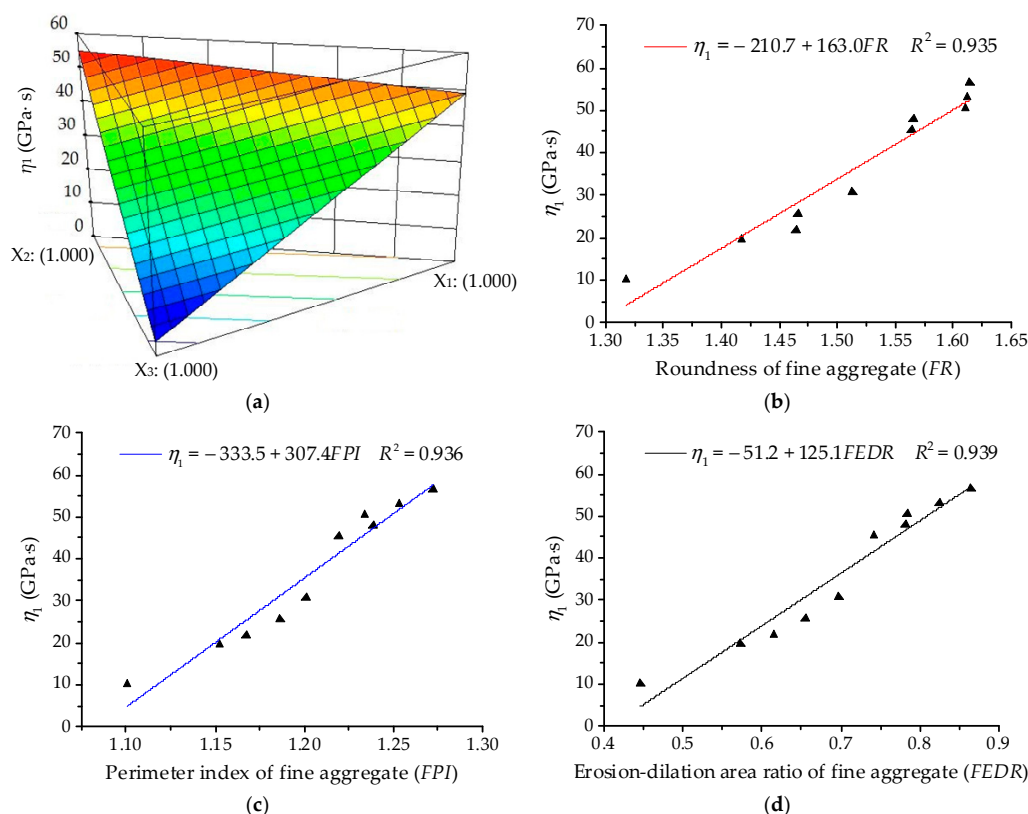 60
50
40
30
20
10
0
η1 (GPa· s)
X2: (1.000)
X1: (1.000)
X3: (1.000)
(a)
70
60
50
40
30
20
10
0
η1 (GPa·s)
η1 = − 210.7 + 163.0FR R² = 0.935
1.30 1.35 1.40 1.45 1.50 1.55 1.60 1.65
Roundness of fine aggregate (FR)
(b)
70
60
50
40
30
20
10
0
η1 (GPa·s)
η1 = − 333.5 + 307.4FPI R² = 0.936
1.10 1.15 1.20 1.25 1.30
Perimeter index of fine aggregate (FPI)
(c)
70
60
50
40
30
20
10
0
η1 (GPa·s)
η1 = −51.2 + 125.1FEDR R² = 0.939
0.4 0.5 0.6 0.7 0.8 0.9
Erosion-dilation area ratio of fine aggregate (FEDR)
(d)